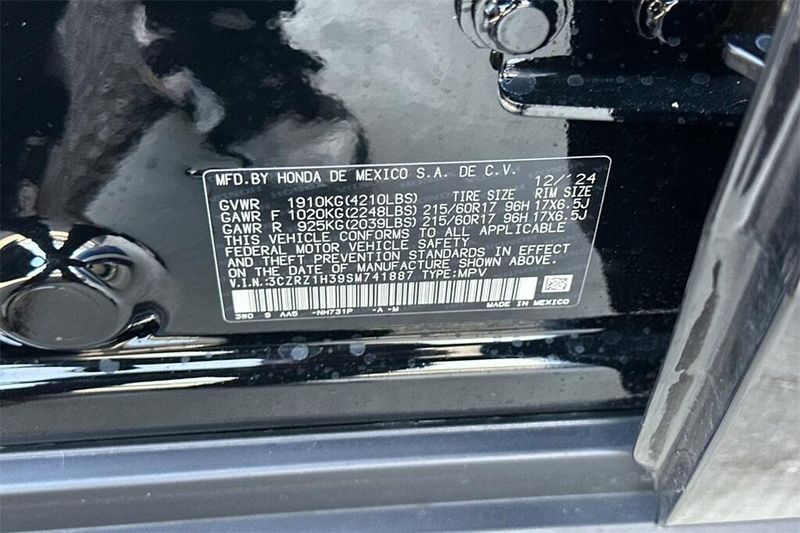 MFD.BY HONDA DE MEXICO S.A. DE C.V. 12/'24
GVWR 1910KG(4210LBS) TIRE SIZE RIM SIZE
GAWR F 1020KG(2248LBS) 215/60R17 96H 17X6.5J
GAWR R 925KG(2039LBS) 215/60R17 96H 17X6.5J
THIS VEHICLE CONFORMS TO ALL APPLICABLE
FEDERAL MOTOR VEHICLE SAFETY
AND THEFT PREVENTION STANDARDS IN EFFECT
ON THE DATE OF MANUFACTURE SHOWN ABOVE.
V.I.N.:3CZRZ1H39SM741887 TYPE:MPV
MADE IN MEXICO
3W0 S AA5 -NH731P -A -M